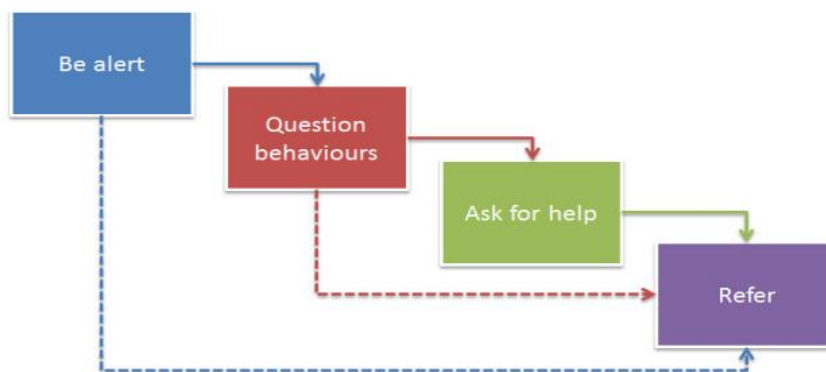 Be alert
Question
behaviours
Ask for help
Refer